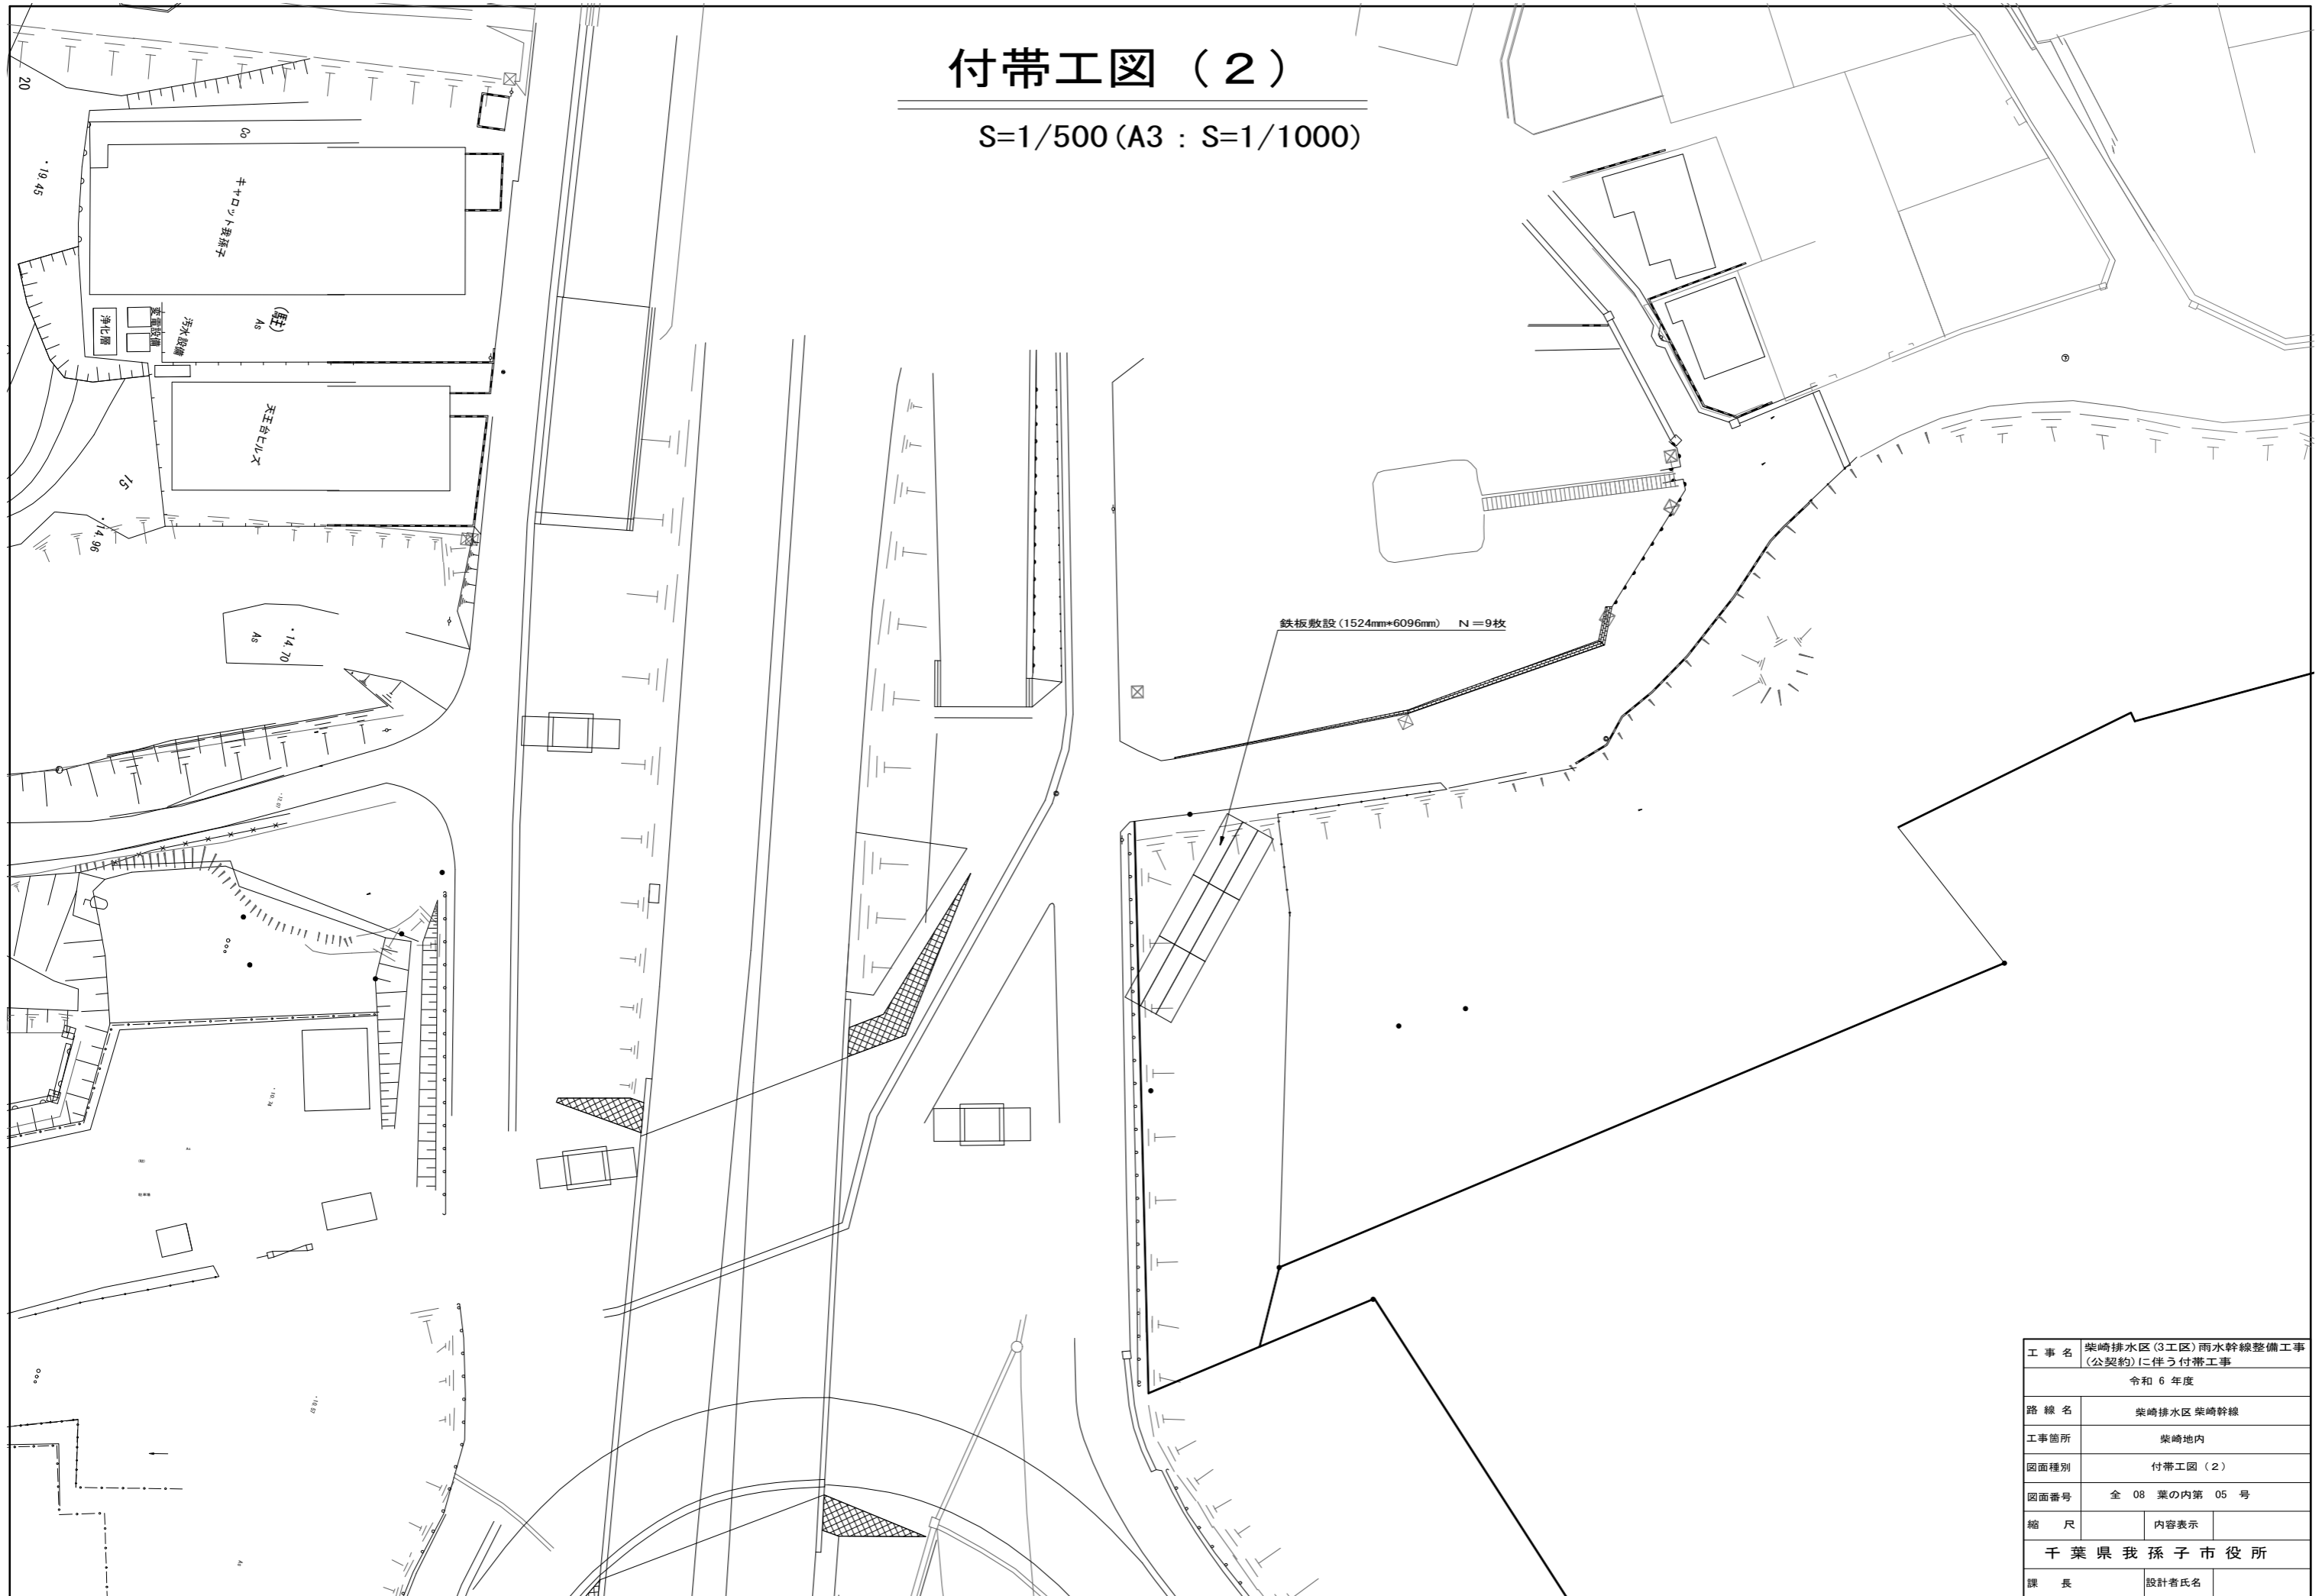 付帯工図（２）
S=1/500(A3 : S=1/1000)
20
Co
・19.45
キャロット我孫子
(駐)
As
変電設備
浄化層
汚水設備
天王台ヒルズ
15
・14.96
・14.70
As
鉄板敷設(1524mm*6096mm)　N＝9枚
工 事 名
柴崎排水区(3工区)雨水幹線整備工事
(公契約)に伴う付帯工事
令和 6 年度
路 線 名
柴崎排水区 柴崎幹線
工事箇所
柴崎地内
図面種別
付帯工図（２）
図面番号
全 08 葉の内第 05 号
縮 尺
内容表示
千 葉 県 我 孫 子 市 役 所
課 長
設計者氏名